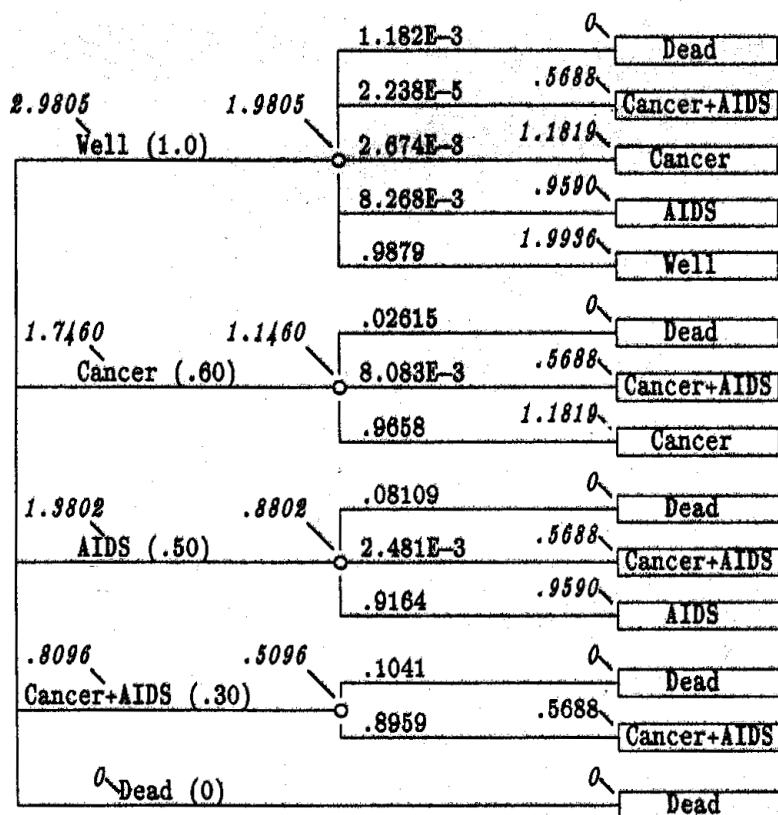 0
1.182E-3 Dead
.5688
2.238E-5 Cancer+AIDS
2.9805 1.9805 1.1819
Well (1.0) 2.674E-3 Cancer
.9590
8.268E-3 AIDS
1.9936
.9879 Well
0
.02615 Dead
1.7460 1.1460 .5688
Cancer (.60) 8.083E-3 Cancer+AIDS
1.1819
.9658 Cancer
0
.08109 Dead
1.3802 .8802 .5688
AIDS (.50) 2.481E-3 Cancer+AIDS
.9590
.9164 AIDS
.8096 .5096 0
Cancer+AIDS (.30) .1041 Dead
.8959 .5688 Cancer+AIDS
0 Dead (0) 0
Dead